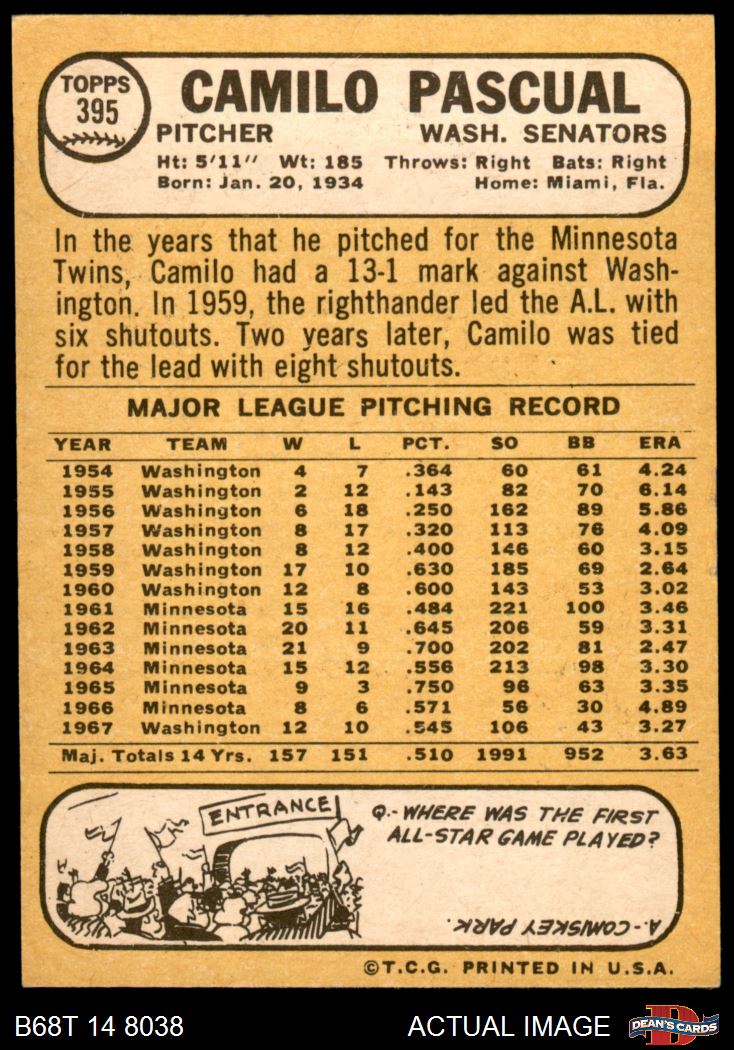 TOPPS
395
CAMILO PASCUAL
PITCHER WASH. SENATORS
Ht: 5'11" Wt: 185 Throws: Right Bats: Right
Born: Jan. 20, 1934 Home: Miami, Fla.
In the years that he pitched for the Minnesota
Twins, Camilo had a 13-1 mark against Wash-
ington. In 1959, the righthander led the A.L. with
six shutouts. Two years later, Camilo was tied
for the lead with eight shutouts.
MAJOR LEAGUE PITCHING RECORD
YEAR TEAM W L PCT. SO BB ERA
1954 Washington 4 7 .364 60 61 4.24
1955 Washington 2 12 .143 82 70 6.14
1956 Washington 6 18 .250 162 89 5.86
1957 Washington 8 17 .320 113 76 4.09
1958 Washington 8 12 .400 146 60 3.15
1959 Washington 17 10 .630 185 69 2.64
1960 Washington 12 8 .600 143 53 3.02
1961 Minnesota 15 16 .484 221 100 3.46
1962 Minnesota 20 11 .645 206 59 3.31
1963 Minnesota 21 9 .700 202 81 2.47
1964 Minnesota 15 12 .556 213 98 3.30
1965 Minnesota 9 3 .750 96 63 3.35
1966 Minnesota 8 6 .571 56 30 4.89
1967 Washington 12 10 .545 106 43 3.27
Maj. Totals 14 Yrs. 157 151 .510 1991 952 3.63
ENTRANCE
Q.-WHERE WAS THE FIRST
ALL-STAR GAME PLAYED?
A.-COMISKEY PARK.
©T.C.G. PRINTED IN U.S.A.
B68T 14 8038 ACTUAL IMAGE
D
DEAN'S CARDS